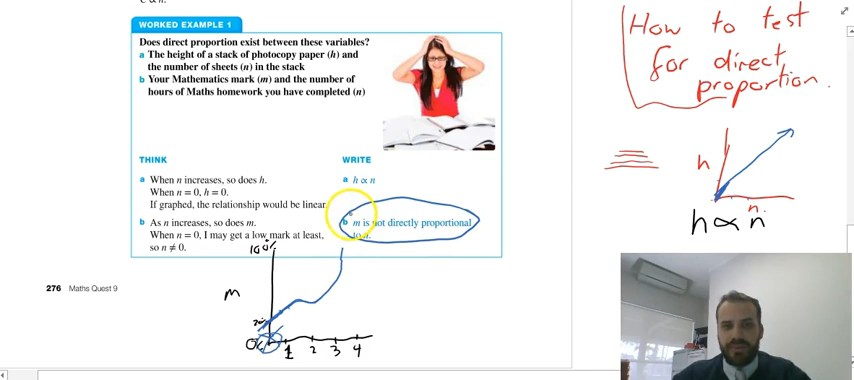 WORKED EXAMPLE 1
Does direct proportion exist between these variables?
a The height of a stack of photocopy paper (h) and
the number of sheets (n) in the stack
b Your Mathematics mark (m) and the number of
hours of Maths homework you have completed (n)
THINK
WRITE
a When n increases, so does h.
When n = 0, h = 0.
If graphed, the relationship would be linear.
a h ∝ n
b As n increases, so does m.
When n = 0, I may get a low mark at least,
so n ≠ 0.
b m is not directly proportional
to n.
276 Maths Quest 9
100%
m
0%
1 2 3 4
How to test
for direct
proportion.
h
n.
h ∝ n